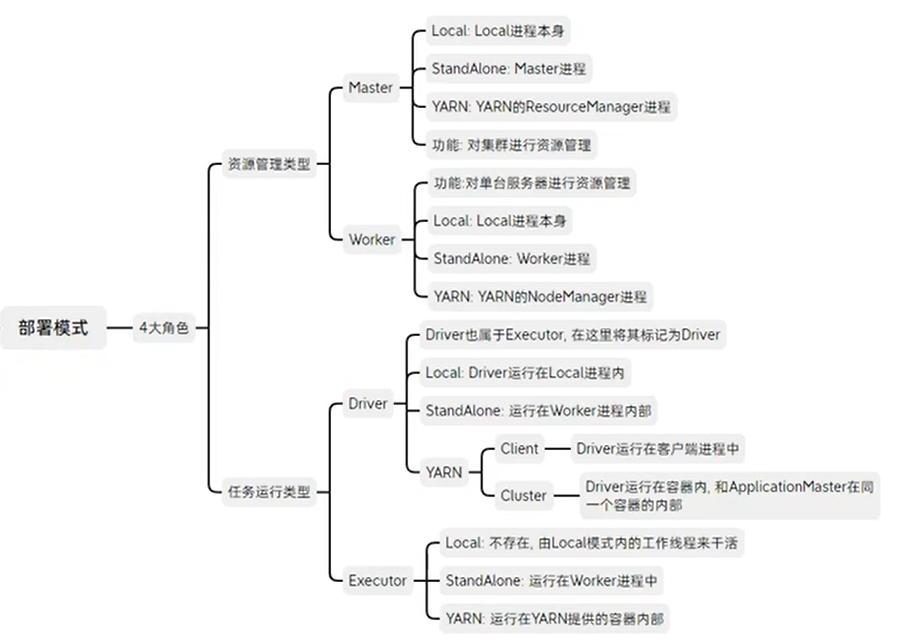 部署模式
4大角色
资源管理类型
Master
Local: Local进程本身
StandAlone: Master进程
YARN: YARN的ResourceManager进程
功能: 对集群进行资源管理
Worker
功能:对单台服务器进行资源管理
Local: Local进程本身
StandAlone: Worker进程
YARN: YARN的NodeManager进程
任务运行类型
Driver
Driver也属于Executor, 在这里将其标记为Driver
Local: Driver运行在Local进程内
StandAlone: 运行在Worker进程内部
YARN
Client
Driver运行在客户端进程中
Cluster
Driver运行在容器内, 和ApplicationMaster在同
一个容器的内部
Executor
Local: 不存在, 由Local模式内的工作线程来干活
StandAlone: 运行在Worker进程中
YARN: 运行在YARN提供的容器内部